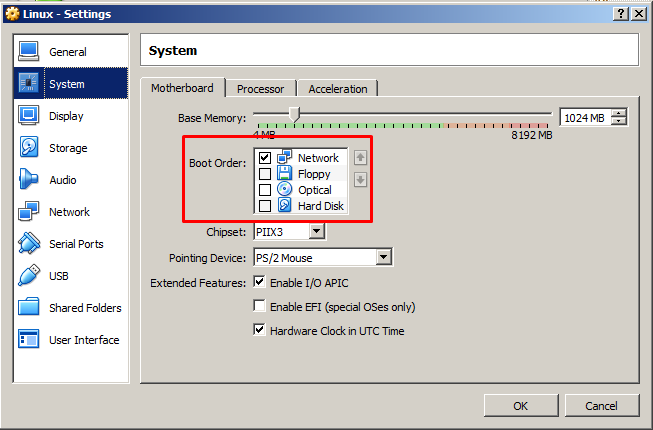 Linux - Settings
General
System
Display
Storage
Audio
Network
Serial Ports
USB
Shared Folders
User Interface
System
Motherboard Processor Acceleration
Base Memory: 1024 MB
4 MB 8192 MB
Boot Order: Network
Floppy
Optical
Hard Disk
Chipset: PIIX3
Pointing Device: PS/2 Mouse
Extended Features: Enable I/O APIC
Enable EFI (special OSes only)
Hardware Clock in UTC Time
OK Cancel